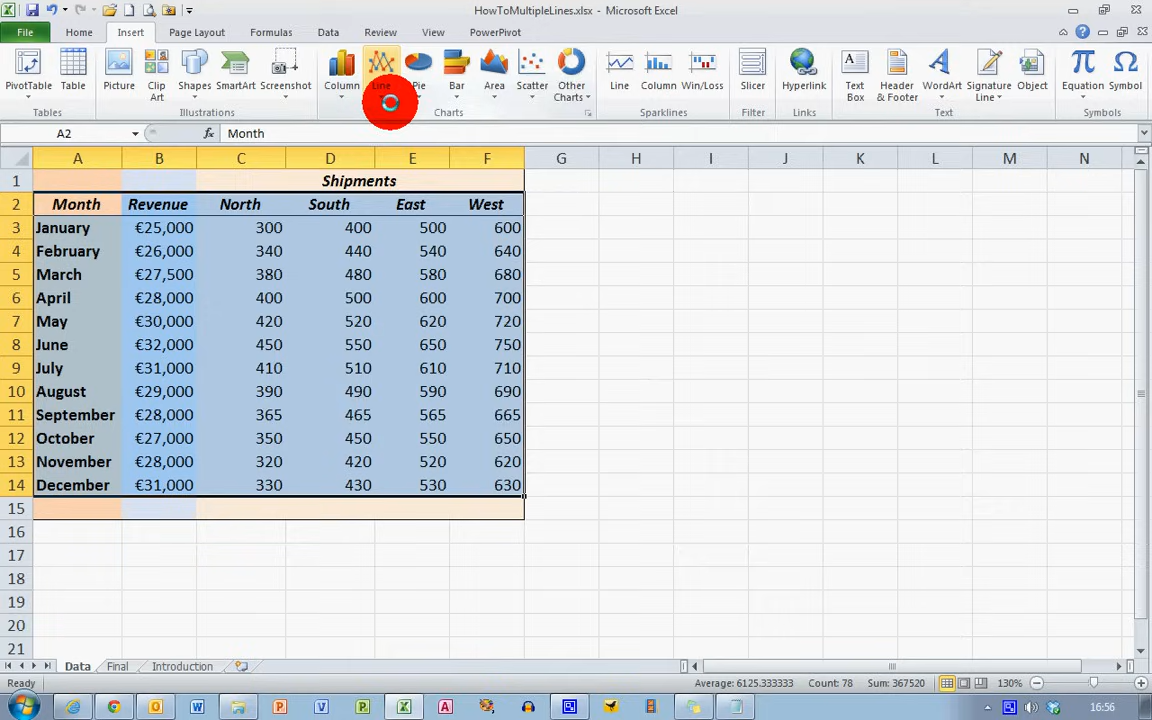 HowToMultipleLines.xlsx - Microsoft Excel
File Home Insert Page Layout Formulas Data Review View PowerPivot
PivotTable Table Picture Clip Art Shapes SmartArt Screenshot Column Line Pie Bar Area Scatter Other Charts Line Column Win/Loss Slicer Hyperlink Text Box Header & Footer WordArt Signature Line Object Equation Symbol
Tables Illustrations Charts Sparklines Filter Links Text Symbols
A2 fx Month
A B C D E F G H I J K L M N
1 Shipments
2 Month Revenue North South East West
3 January €25,000 300 400 500 600
4 February €26,000 340 440 540 640
5 March €27,500 380 480 580 680
6 April €28,000 400 500 600 700
7 May €30,000 420 520 620 720
8 June €32,000 450 550 650 750
9 July €31,000 410 510 610 710
10 August €29,000 390 490 590 690
11 September €28,000 365 465 565 665
12 October €27,000 350 450 550 650
13 November €28,000 320 420 520 620
14 December €31,000 330 430 530 630
15
16
17
18
19
20
21
Data Final Introduction
Ready Average: 6125.333333 Count: 78 Sum: 367520 130%
16:56